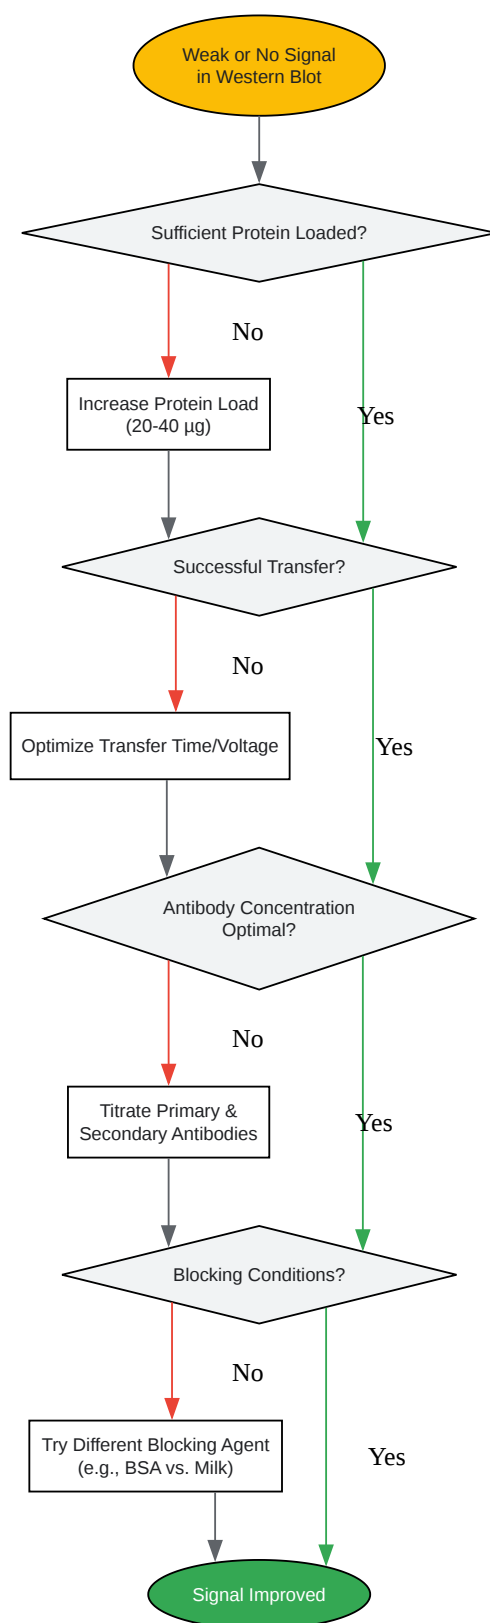 Weak or No Signal
in Western Blot
Sufficient Protein Loaded?
No
Increase Protein Load
(20-40 µg)
Yes
Successful Transfer?
No
Optimize Transfer Time/Voltage
Yes
Antibody Concentration
Optimal?
No
Titrate Primary &
Secondary Antibodies
Yes
Blocking Conditions?
No
Try Different Blocking Agent
(e.g., BSA vs. Milk)
Yes
Signal Improved